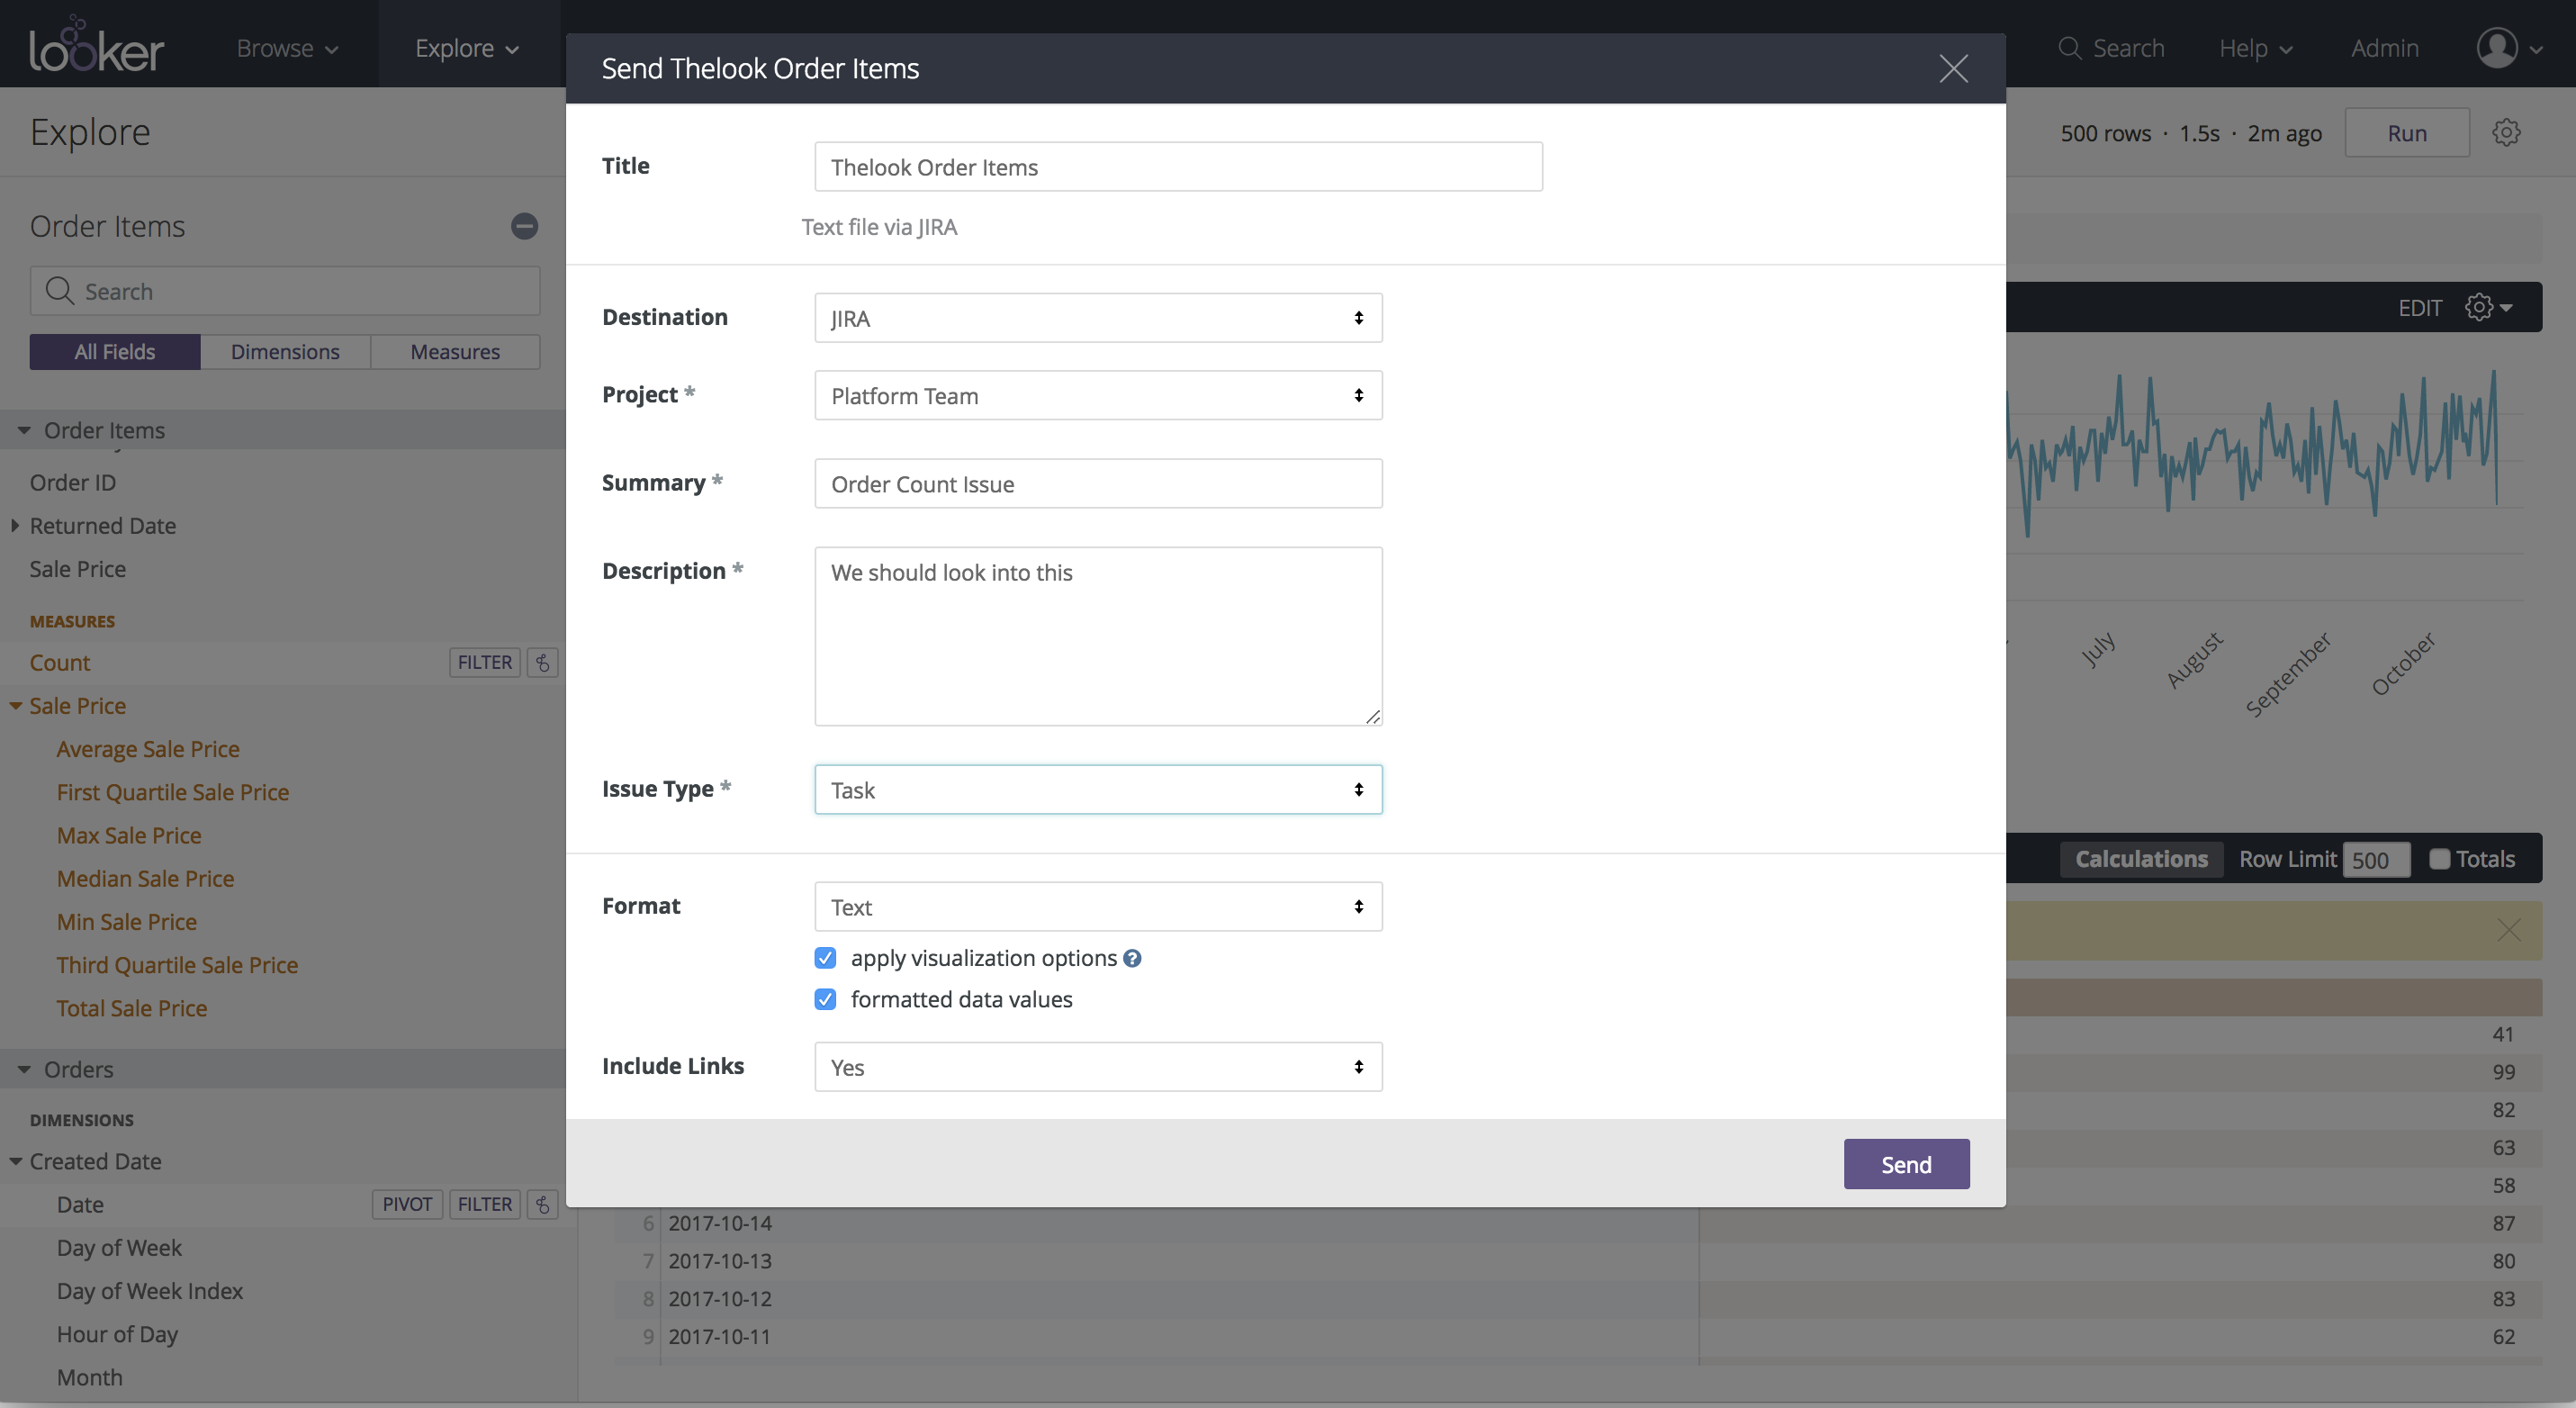 looker
Browse
Explore
Search
Help
Admin
Send Thelook Order Items
Explore
500 rows · 1.5s · 2m ago
Run
Title
Thelook Order Items
Text file via JIRA
Order Items
Search
All Fields
Dimensions
Measures
Destination
JIRA
EDIT
Project *
Platform Team
Order Items
Order ID
Summary *
Order Count Issue
Returned Date
Sale Price
Description *
We should look into this
MEASURES
Count
FILTER
July
August
September
October
Sale Price
Average Sale Price
First Quartile Sale Price
Issue Type *
Task
Max Sale Price
Median Sale Price
Calculations
Row Limit
500
Totals
Min Sale Price
Format
Text
Third Quartile Sale Price
apply visualization options ?
Total Sale Price
formatted data values
Orders
Include Links
Yes
41
99
82
63
58
DIMENSIONS
Created Date
Send
Date
PIVOT
FILTER
6 2017-10-14 87
Day of Week
7 2017-10-13 80
Day of Week Index
8 2017-10-12 83
Hour of Day
9 2017-10-11 62
Month